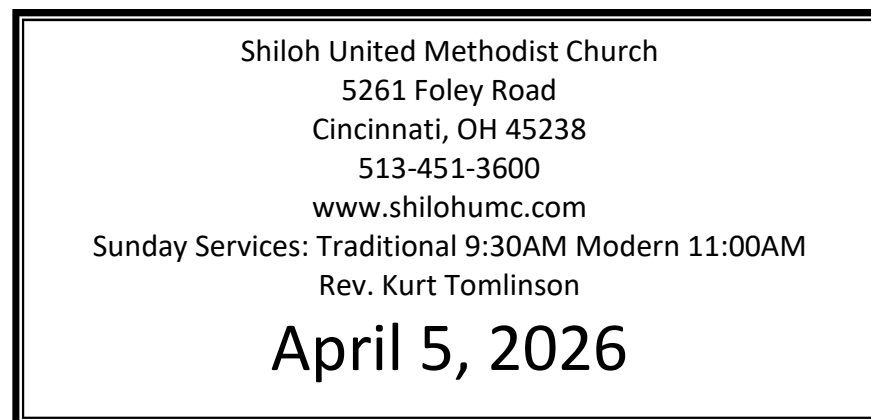 Shiloh United Methodist Church
5261 Foley Road
Cincinnati, OH 45238
513-451-3600
www.shilohumc.com
Sunday Services: Traditional 9:30AM Modern 11:00AM
Rev. Kurt Tomlinson
April 5, 2026